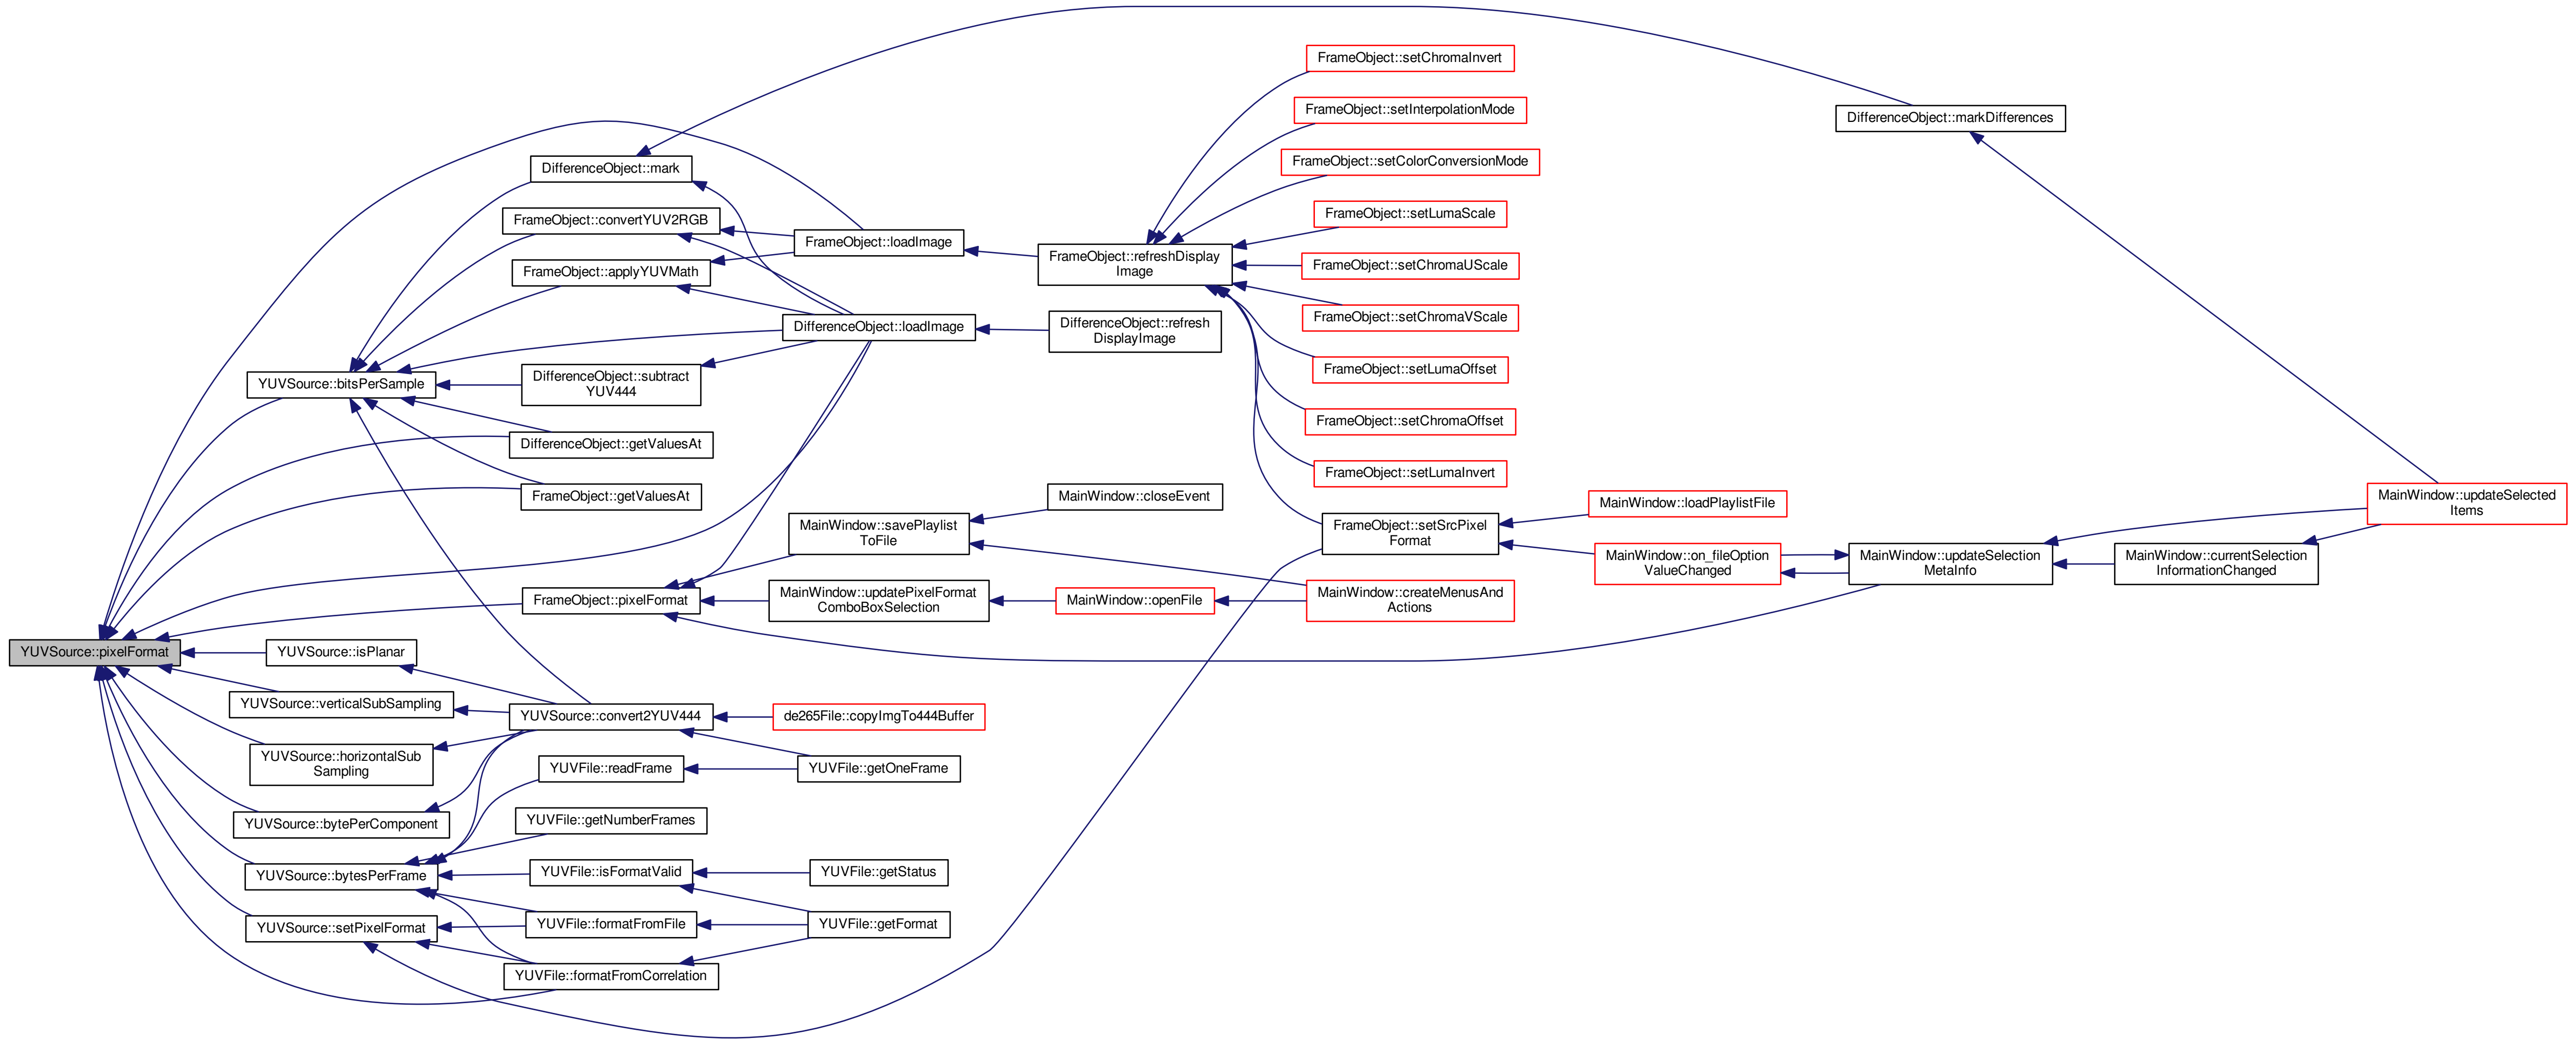 YUVSource::pixelFormat
YUVSource::bitsPerSample
YUVSource::isPlanar
YUVSource::verticalSubSampling
YUVSource::horizontalSub
Sampling
YUVSource::bytePerComponent
YUVSource::bytesPerFrame
YUVSource::setPixelFormat
DifferenceObject::mark
FrameObject::convertYUV2RGB
FrameObject::applyYUVMath
DifferenceObject::subtract
YUV444
DifferenceObject::getValuesAt
FrameObject::getValuesAt
FrameObject::pixelFormat
YUVSource::convert2YUV444
YUVFile::readFrame
YUVFile::getNumberFrames
YUVFile::isFormatValid
YUVFile::formatFromFile
YUVFile::formatFromCorrelation
FrameObject::loadImage
DifferenceObject::loadImage
MainWindow::savePlaylist
ToFile
MainWindow::updatePixelFormat
ComboBoxSelection
de265File::copyImgTo444Buffer
YUVFile::getOneFrame
YUVFile::getStatus
YUVFile::getFormat
FrameObject::refreshDisplay
Image
DifferenceObject::refresh
DisplayImage
MainWindow::closeEvent
MainWindow::openFile
FrameObject::setChromaInvert
FrameObject::setInterpolationMode
FrameObject::setColorConversionMode
FrameObject::setLumaScale
FrameObject::setChromaUScale
FrameObject::setChromaVScale
FrameObject::setLumaOffset
FrameObject::setChromaOffset
FrameObject::setLumaInvert
FrameObject::setSrcPixel
Format
MainWindow::createMenusAnd
Actions
MainWindow::loadPlaylistFile
MainWindow::on_fileOption
ValueChanged
DifferenceObject::markDifferences
MainWindow::updateSelection
MetaInfo
MainWindow::currentSelection
InformationChanged
MainWindow::updateSelected
Items